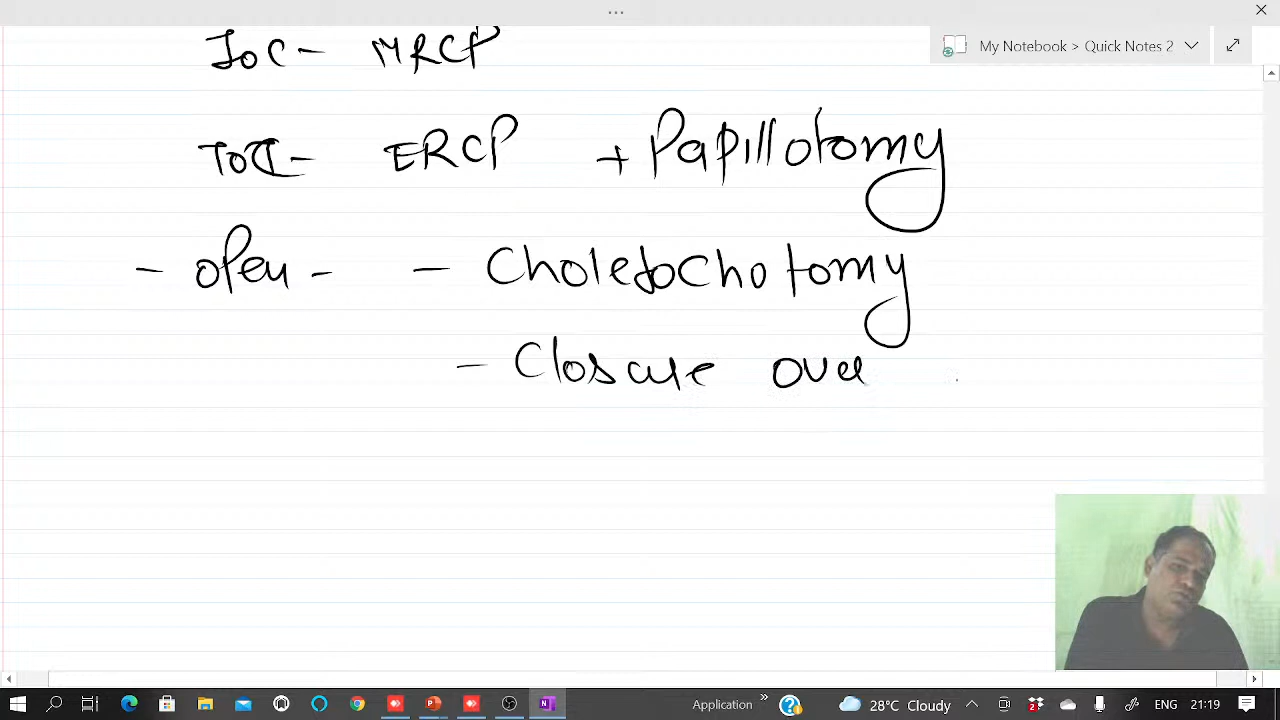 My Notebook > Quick Notes 2
IOC - MRCP
TOC - ERCP + Papillotomy
- open - - Choledochotomy
- Closure over
Application
28°C Cloudy
ENG
21:19